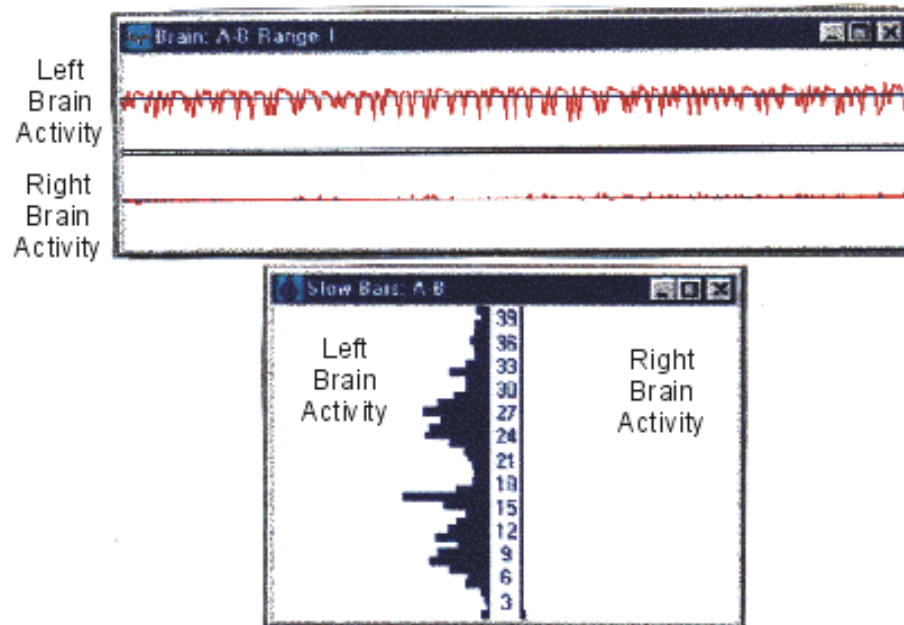 Brain: A-B Range 1
Left
Brain
Activity
Right
Brain
Activity
Slow Bars: A-B
Left
Brain
Activity
Right
Brain
Activity
39
36
33
30
27
24
21
18
15
12
9
6
3